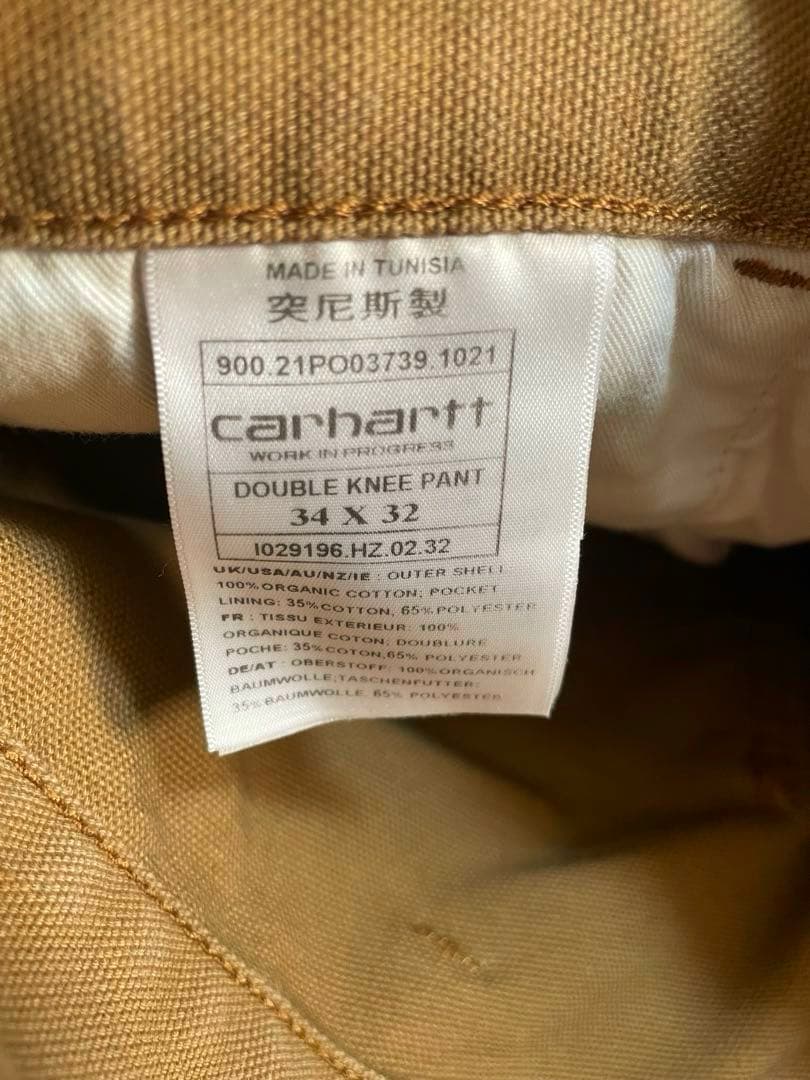 MADE IN TUNISIA
突尼斯製
900.21PO03739.1021
carhartt
WORK IN PROGRESS
DOUBLE KNEE PANT
34 X 32
I029196.HZ.02.32
UK/USA/AU/NZ/IE : OUTER SHELL
100% ORGANIC COTTON; POCKET
LINING: 35% COTTON, 65% POLYESTER
FR : TISSU EXTERIEUR: 100%
ORGANIQUE COTON; DOUBLURE
POCHE: 35% COTON,65% POLYESTER
DE/AT : OBERSTOFF: 100% ORGANISCH
BAUMWOLLE;TASCHENFUTTER:
35% BAUMWOLLE, 65% POLYESTER